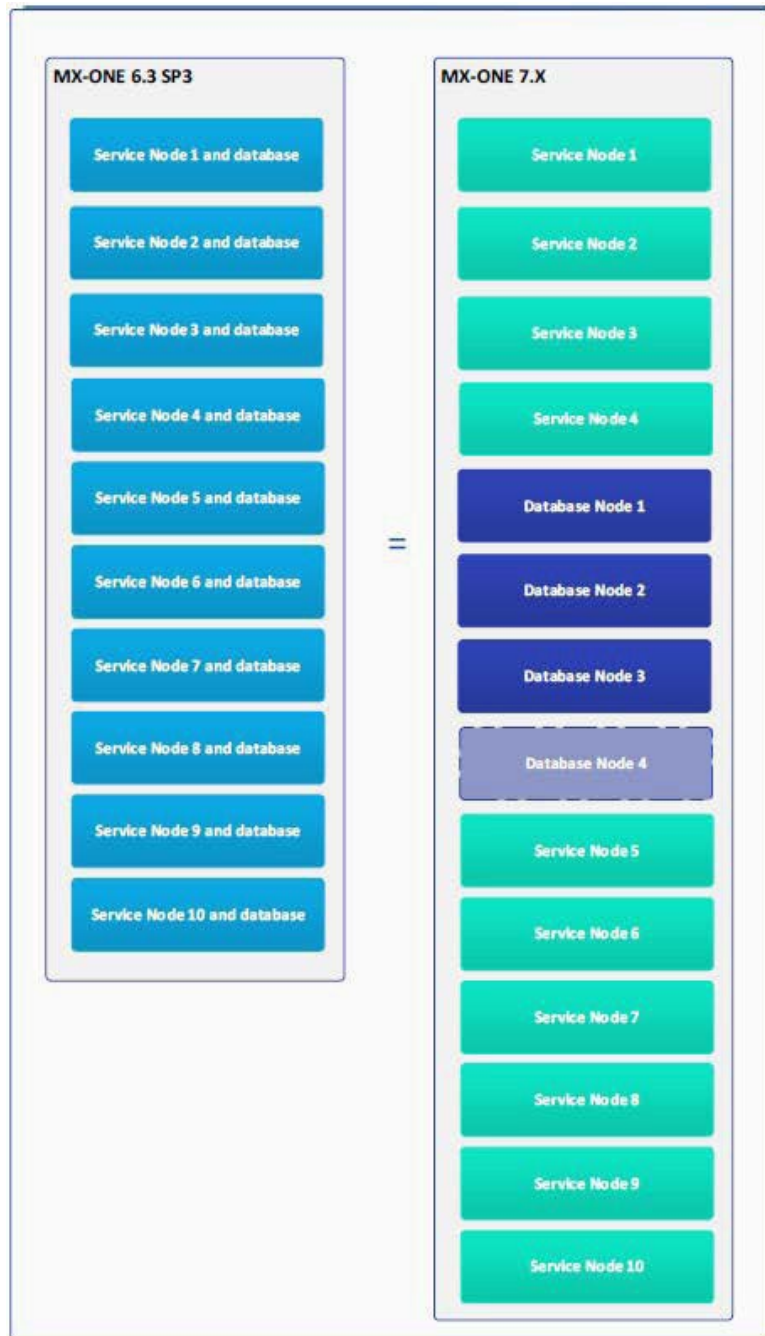 MX-ONE 6.3 SP3
Service Node 1 and database
Service Node 2 and database
Service Node 3 and database
Service Node 4 and database
Service Node 5 and database
Service Node 6 and database
Service Node 7 and database
Service Node 8 and database
Service Node 9 and database
Service Node 10 and database
=
MX-ONE 7.X
Service Node 1
Service Node 2
Service Node 3
Service Node 4
Database Node 1
Database Node 2
Database Node 3
Database Node 4
Service Node 5
Service Node 6
Service Node 7
Service Node 8
Service Node 9
Service Node 10